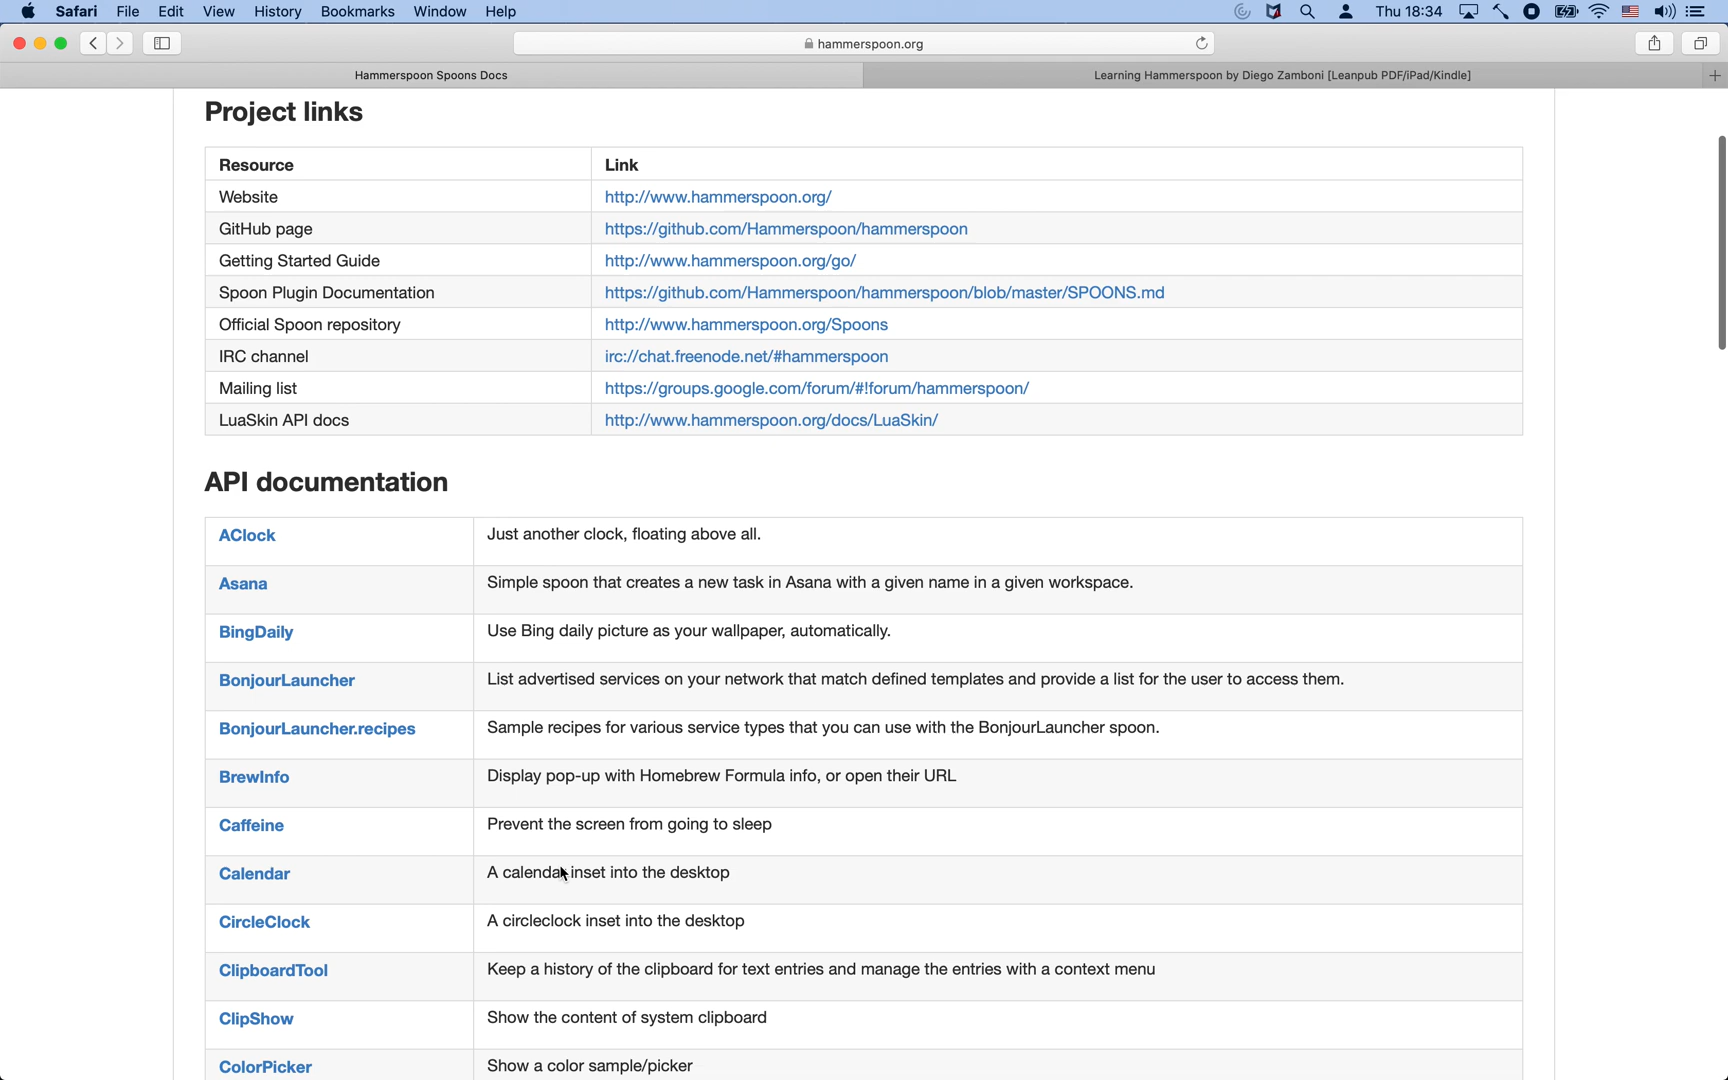 Safari File Edit View History Bookmarks Window Help Thu 18:34
hammerspoon.org
Hammerspoon Spoons Docs
Learning Hammerspoon by Diego Zamboni [Leanpub PDF/iPad/Kindle]
Project links
Resource Link
Website http://www.hammerspoon.org/
GitHub page https://github.com/Hammerspoon/hammerspoon
Getting Started Guide http://www.hammerspoon.org/go/
Spoon Plugin Documentation https://github.com/Hammerspoon/hammerspoon/blob/master/SPOONS.md
Official Spoon repository http://www.hammerspoon.org/Spoons
IRC channel irc://chat.freenode.net/#hammerspoon
Mailing list https://groups.google.com/forum/#!forum/hammerspoon/
LuaSkin API docs http://www.hammerspoon.org/docs/LuaSkin/
API documentation
AClock Just another clock, floating above all.
Asana Simple spoon that creates a new task in Asana with a given name in a given workspace.
BingDaily Use Bing daily picture as your wallpaper, automatically.
BonjourLauncher List advertised services on your network that match defined templates and provide a list for the user to access them.
BonjourLauncher.recipes Sample recipes for various service types that you can use with the BonjourLauncher spoon.
BrewInfo Display pop-up with Homebrew Formula info, or open their URL
Caffeine Prevent the screen from going to sleep
Calendar A calendar inset into the desktop
CircleClock A circleclock inset into the desktop
ClipboardTool Keep a history of the clipboard for text entries and manage the entries with a context menu
ClipShow Show the content of system clipboard
ColorPicker Show a color sample/picker